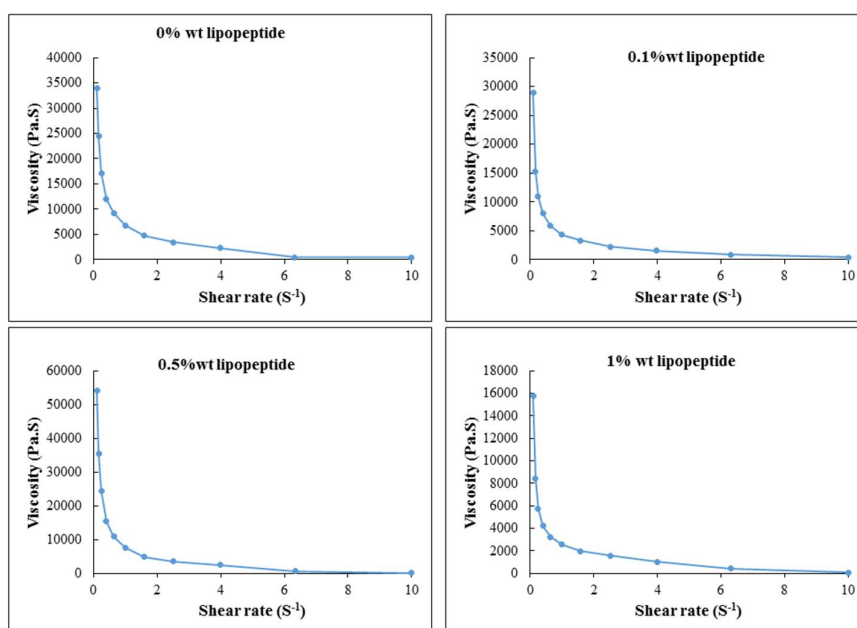 0% wt lipopeptide
Viscosity (Pa.S)
40000
35000
30000
25000
20000
15000
10000
5000
0
0 2 4 6 8 10
Shear rate (S⁻¹)
0.1%wt lipopeptide
Viscosity (Pa.S)
35000
30000
25000
20000
15000
10000
5000
0
0 2 4 6 8 10
Shear rate (S⁻¹)
0.5%wt lipopeptide
Viscosity (Pa.S)
60000
50000
40000
30000
20000
10000
0
0 2 4 6 8 10
Shear rate (S⁻¹)
1% wt lipopeptide
Viscosity (Pa.S)
18000
16000
14000
12000
10000
8000
6000
4000
2000
0
0 2 4 6 8 10
Shear rate (S⁻¹)